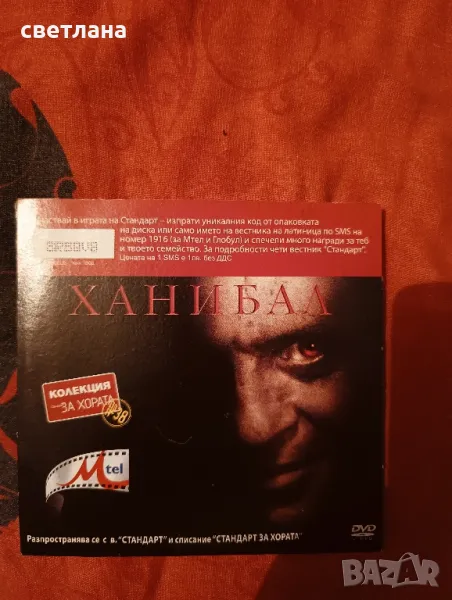 светлана
участвай в играта на Стандарт – изпрати уникалния код от опаковката
на диска или само името на вестника на латиница по SMS на
номер 1916 (за Мтел и Глобул) и спечели много награди за теб
и твоето семейство. За подробности чети вестник "Стандарт".
Цената на 1 SMS е 1 лв. без ДДС
ХАНИБАЛ
КОЛЕКЦИЯ
ЗА ХОРАТА
Mtel
Разпространява се с в. "СТАНДАРТ" и списание "СТАНДАРТ ЗА ХОРАТА"
DVD
BAZAR